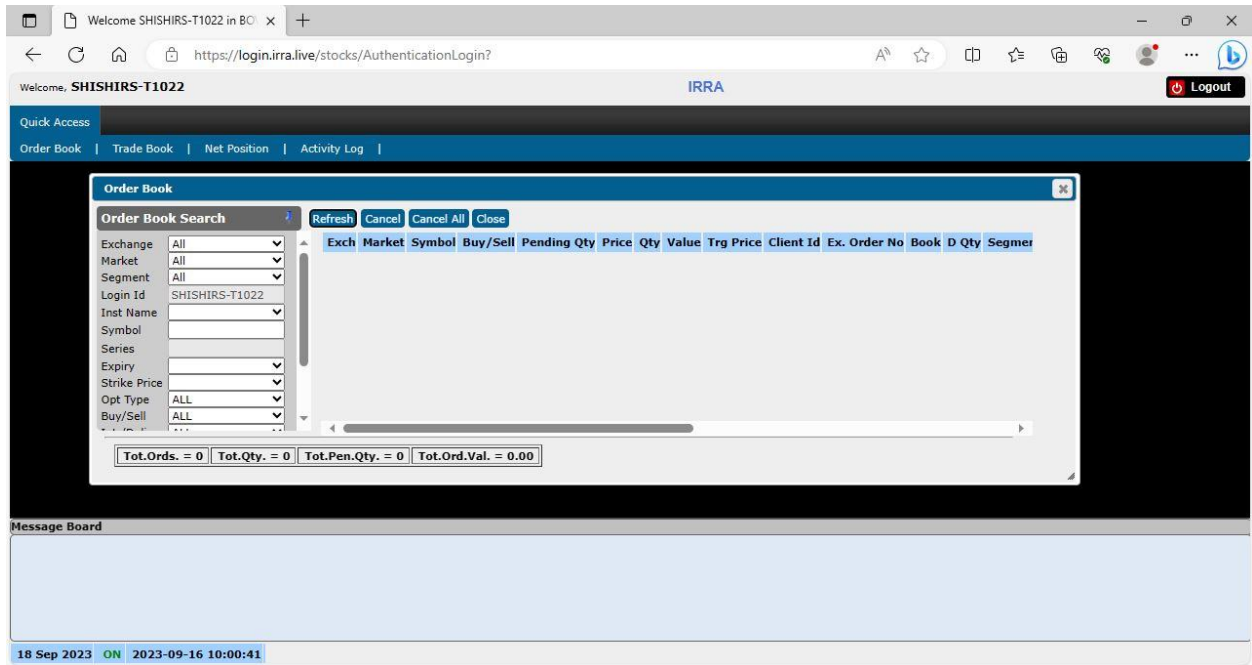 Welcome SHISHIRS-T1022 in BO
https://login.irra.live/stocks/AuthenticationLogin?
Welcome, SHISHIRS-T1022
IRRA
Logout
Quick Access
Order Book | Trade Book | Net Position | Activity Log |
Order Book
Order Book Search
Refresh Cancel Cancel All Close
Exch Market Symbol Buy/Sell Pending Qty Price Qty Value Trg Price Client Id Ex. Order No Book D Qty Segmen
Exchange All
Market All
Segment All
Login Id SHISHIRS-T1022
Inst Name
Symbol
Series
Expiry
Strike Price
Opt Type ALL
Buy/Sell ALL
Tot.Ords. = 0 Tot.Qty. = 0 Tot.Pen.Qty. = 0 Tot.Ord.Val. = 0.00
Message Board
18 Sep 2023 ON 2023-09-16 10:00:41